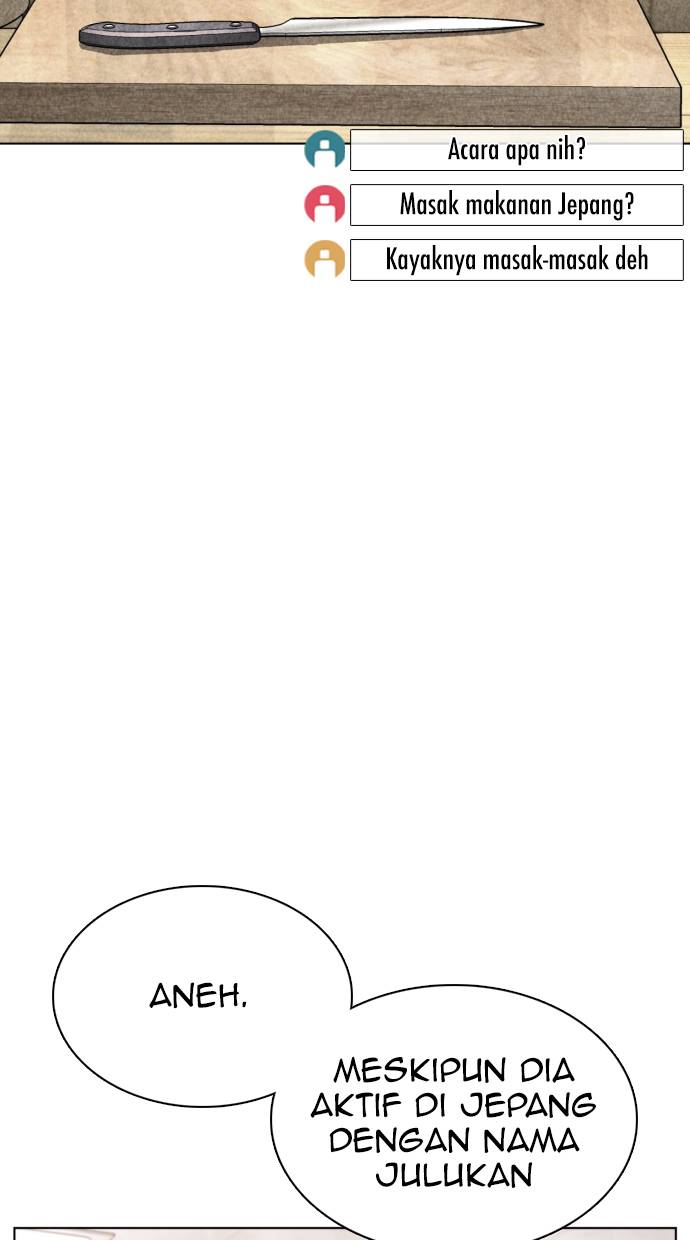 Acara apa nih?
Masak makanan Jepang?
Kayaknya masak-masak deh
ANEH.
MESKIPUN DIA
AKTIF DI JEPANG
DENGAN NAMA
JULUKAN